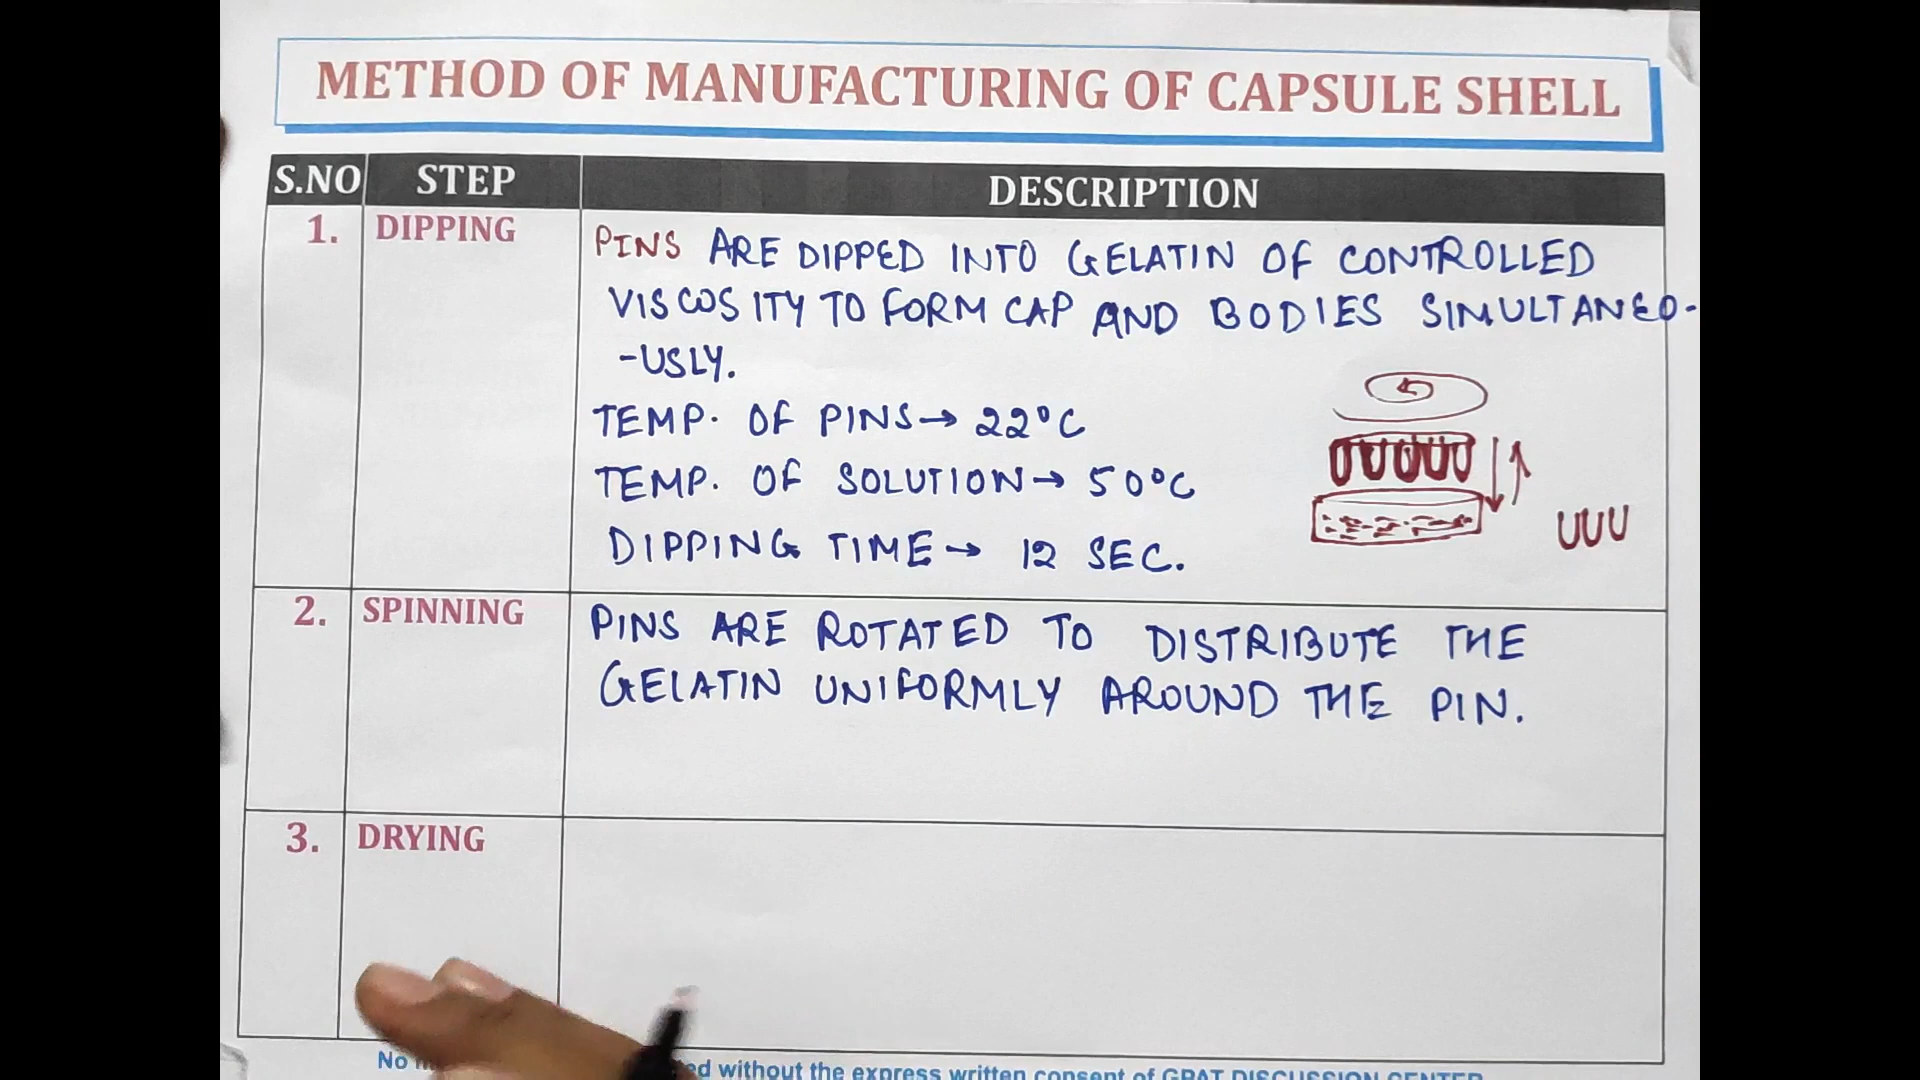 METHOD OF MANUFACTURING OF CAPSULE SHELL
S.NO STEP DESCRIPTION
1. DIPPING PINS ARE DIPPED INTO GELATIN OF CONTROLLED
VISCOSITY TO FORM CAP AND BODIES SIMULTANEO-
-USLY.
TEMP. OF PINS → 22°C
TEMP. OF SOLUTION → 50°C
DIPPING TIME → 12 SEC.
2. SPINNING PINS ARE ROTATED TO DISTRIBUTE THE
GELATIN UNIFORMLY AROUND THE PIN.
3. DRYING
No without the express written consent of GPAT DISCUSSION CENTER